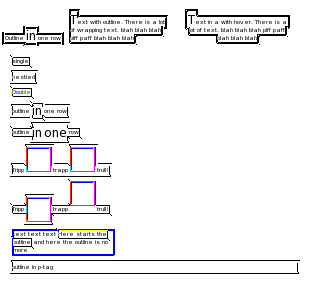 Outline in one row
Text with outline. There is a lot
of wrapping text. blah blah blah
piff paff blah blah blah
Text in a with hover. There is a
lot of text. blah blah blah piff paff
blah blah blah
single
nested
Double
outline in one row
outline in one row
fripp trapp trull!
fripp trapp trull!
text text text Here starts the
outline and here the outline is no
more
outline in p-tag